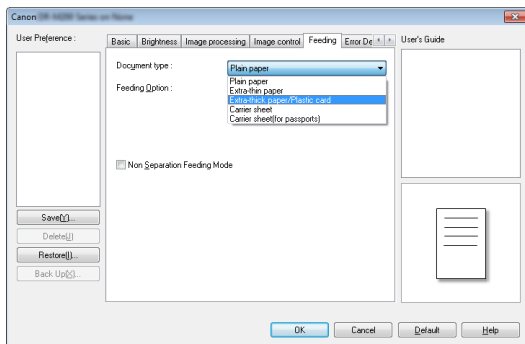 Canon
User Preference :
Basic Brightness Image processing Image control Feeding Error De
User's Guide
Document type :
Plain paper
Feeding Option :
Plain paper
Extra-thin paper
Extra-thick paper/Plastic card
Carrier sheet
Carrier sheet(for passports)
Non Separation Feeding Mode
Save(Y)...
Delete(J)
Restore(I)...
Back Up(X)...
OK Cancel Default Help